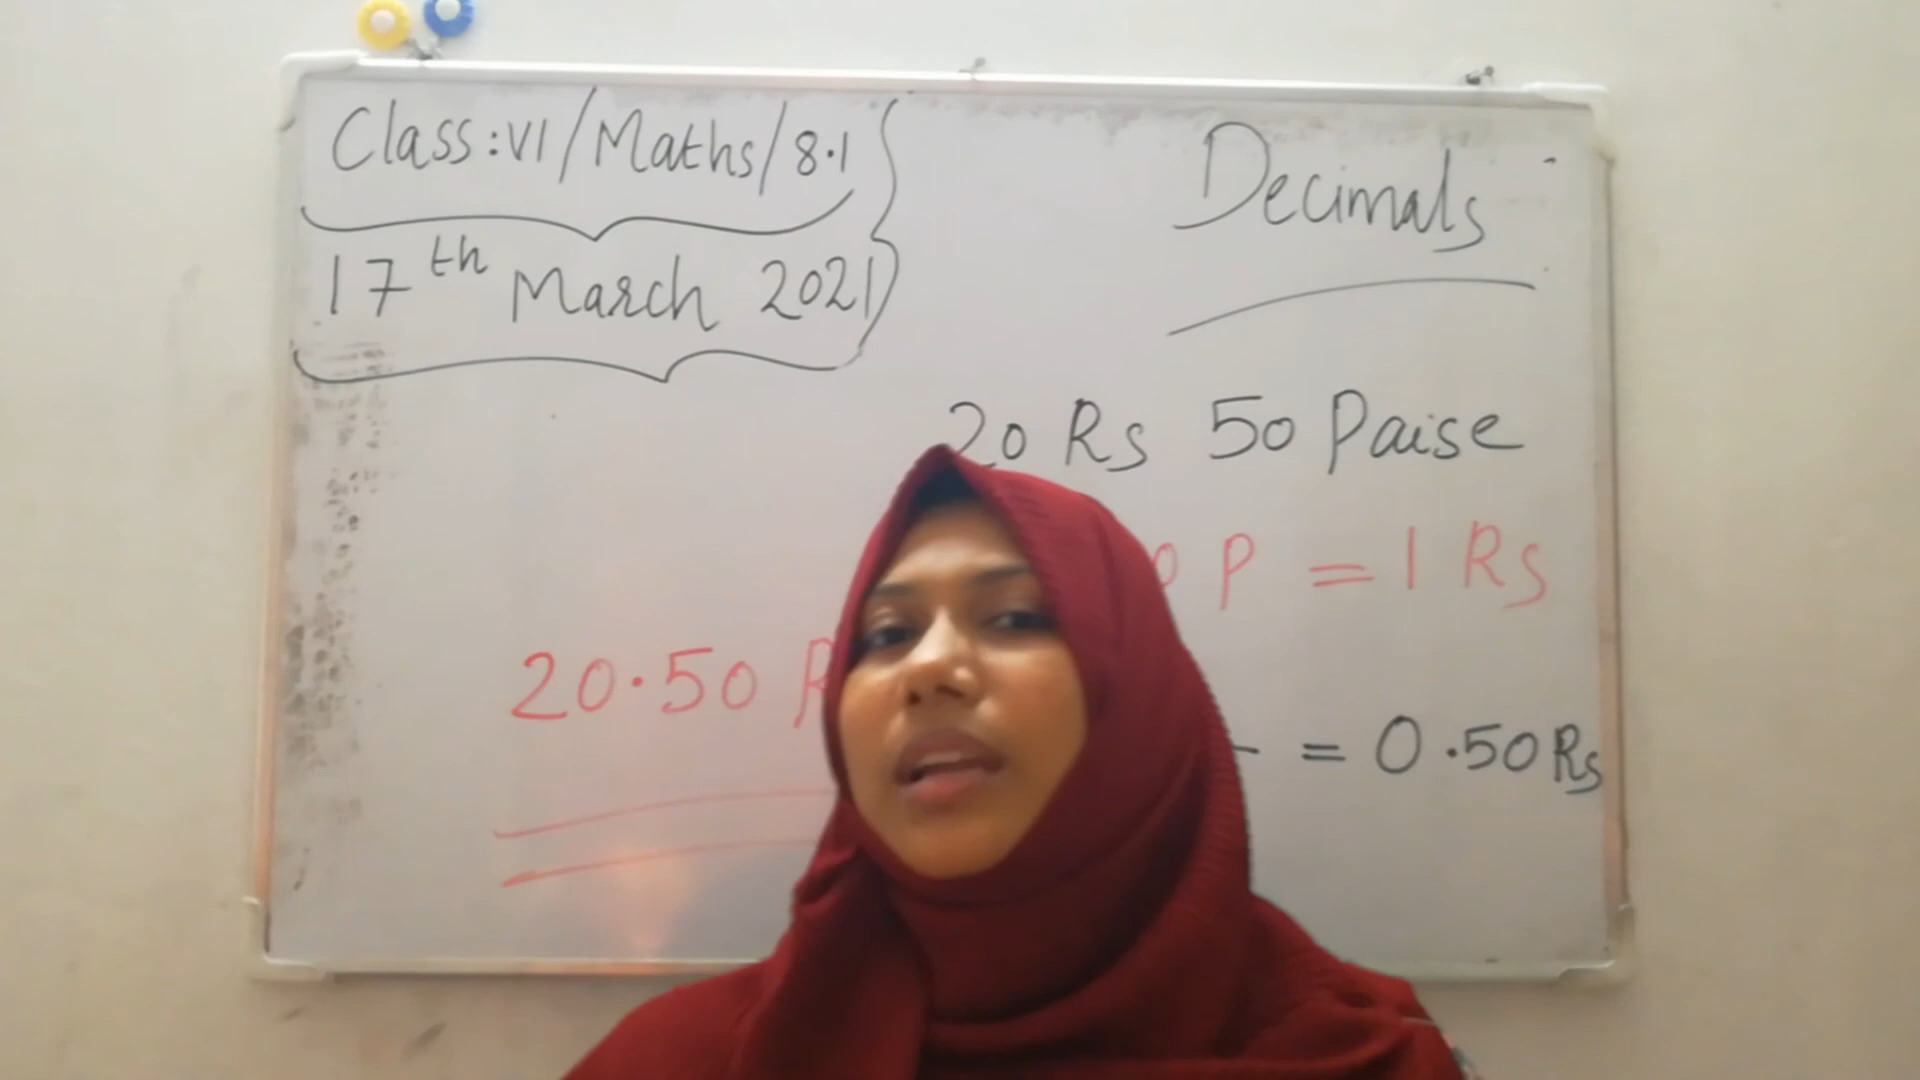 Class:VI/Maths/8.1
17th March 2021
Decimals
20 Rs 50 Paise
P = 1 Rs
20.50
= 0.50 Rs